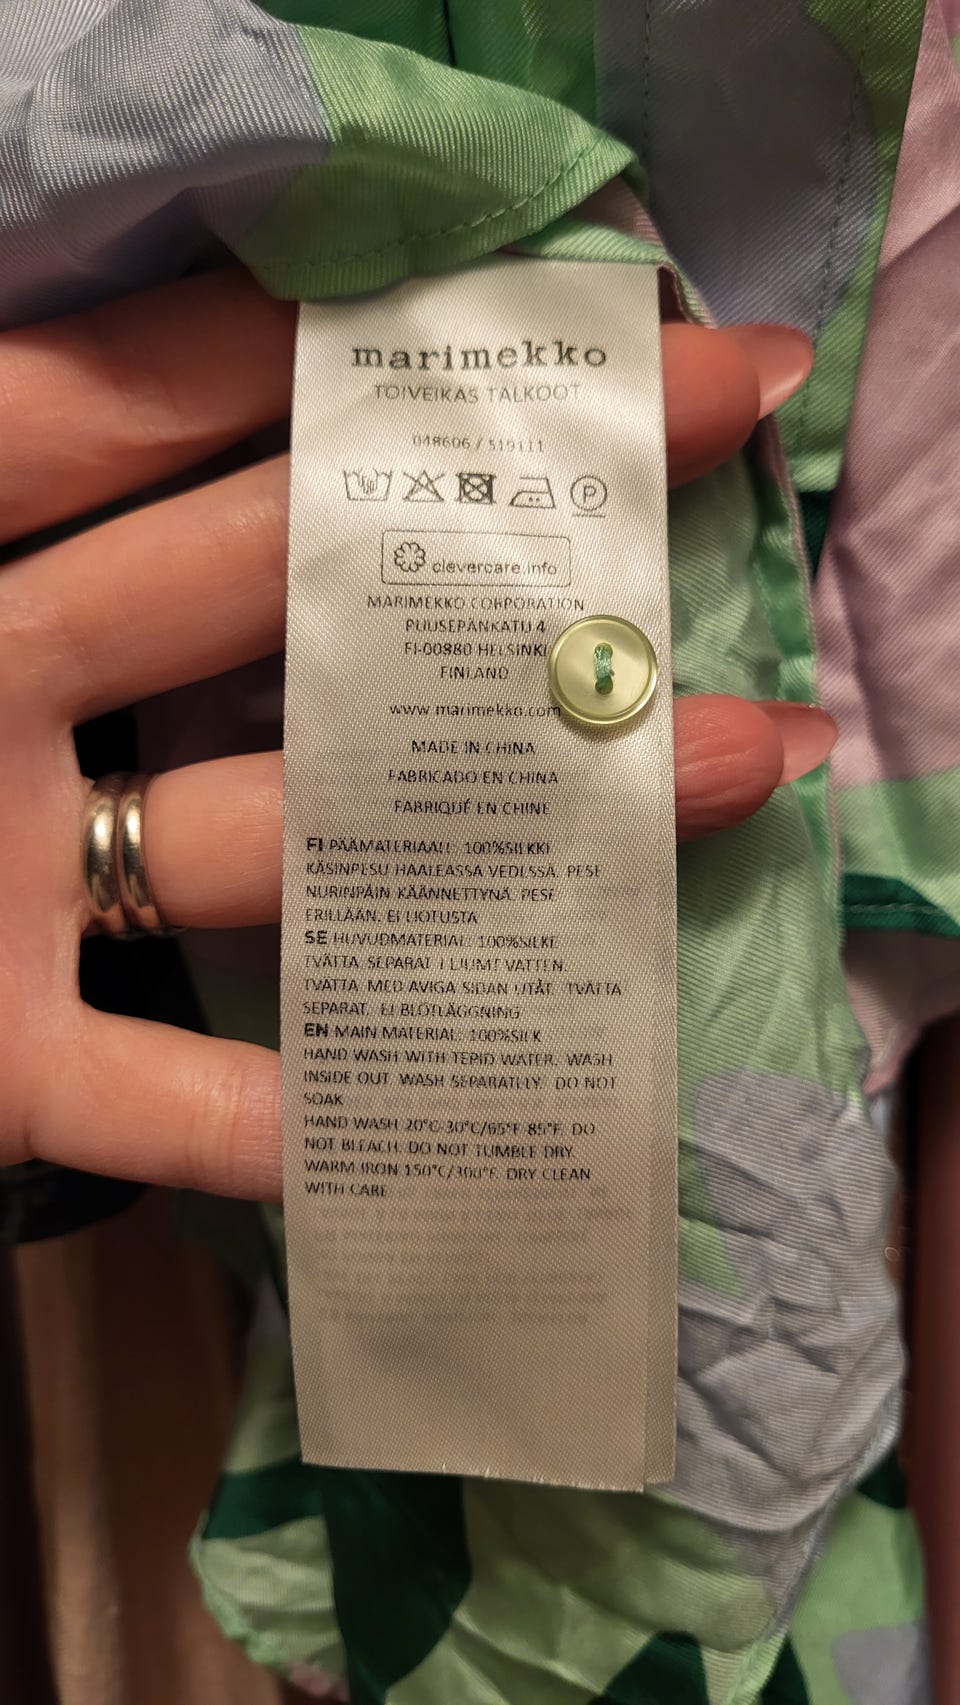 marimekko
TOIVEIKAS TALKOOT
048606 / 519111
P
clevercare.info
MARIMEKKO CORPORATION
PUUSEPÄNKATU 4
FI-00880 HELSINKI
FINLAND
www.marimekko.com
MADE IN CHINA
FABRICADO EN CHINA
FABRIQUÉ EN CHINE
FI PÄÄMATERIAALI: 100%SILKKI
KÄSINPESU HAALEASSA VEDESSÄ. PESE
NURINPÄIN KÄÄNNETTYNÄ. PESE
ERILLÄÄN. EI LIOTUSTA
SE HUVUDMATERIAL: 100%SILKE
TVÄTTA SEPARAT I LJUMT VATTEN.
TVÄTTA MED AVIGA SIDAN UTÅT. TVÄTTA
SEPARAT. EJ BLÖTLÄGGNING
EN MAIN MATERIAL: 100%SILK
HAND WASH WITH TEPID WATER. WASH
INSIDE OUT. WASH SEPARATELY. DO NOT
SOAK
HAND WASH 20°C-30°C/65°F 85°F. DO
NOT BLEACH. DO NOT TUMBLE DRY.
WARM IRON 150°C/300°F. DRY CLEAN
WITH CARE